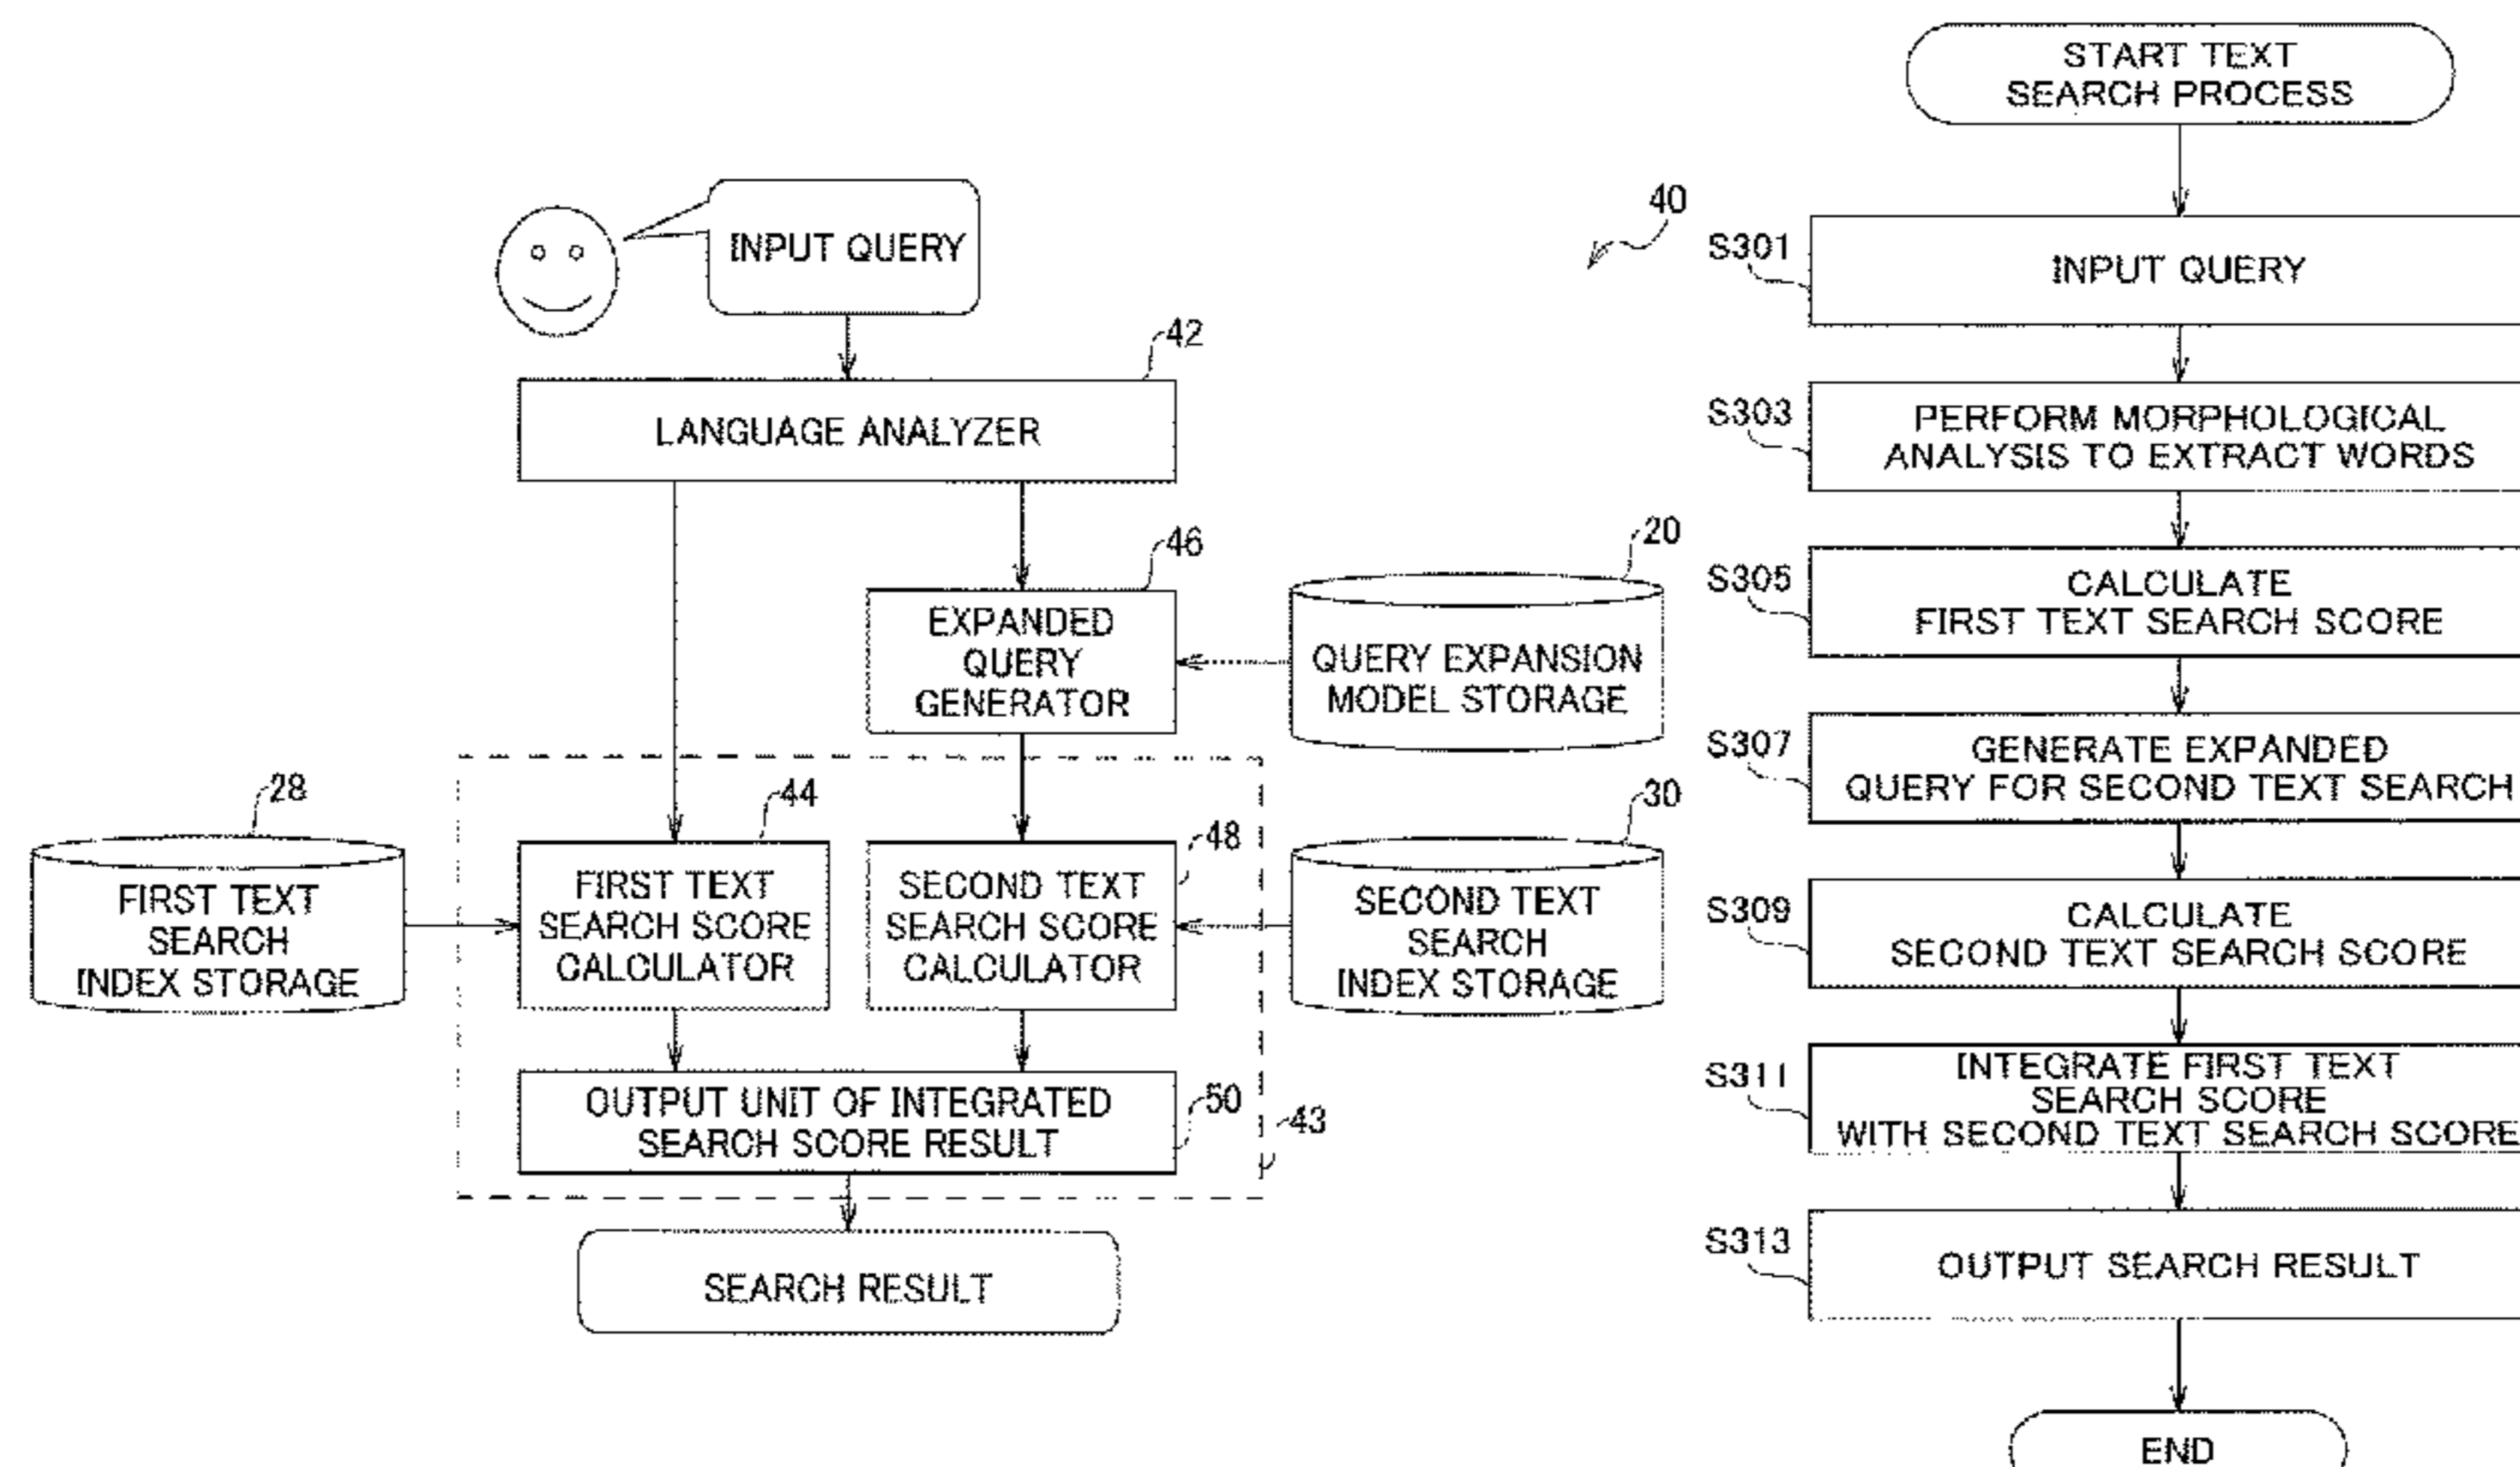 INPUT QUERY
40
42
LANGUAGE ANALYZER
46
EXPANDED
QUERY
GENERATOR
20
QUERY EXPANSION
MODEL STORAGE
28
FIRST TEXT
SEARCH
INDEX STORAGE
44
FIRST TEXT
SEARCH SCORE
CALCULATOR
48
SECOND TEXT
SEARCH SCORE
CALCULATOR
30
SECOND TEXT
SEARCH
INDEX STORAGE
OUTPUT UNIT OF INTEGRATED
SEARCH SCORE RESULT
50
43
SEARCH RESULT
START TEXT
SEARCH PROCESS
S301
INPUT QUERY
S303
PERFORM MORPHOLOGICAL
ANALYSIS TO EXTRACT WORDS
S305
CALCULATE
FIRST TEXT SEARCH SCORE
S307
GENERATE EXPANDED
QUERY FOR SECOND TEXT SEARCH
S309
CALCULATE
SECOND TEXT SEARCH SCORE
S311
INTEGRATE FIRST TEXT
SEARCH SCORE
WITH SECOND TEXT SEARCH SCORE
S313
OUTPUT SEARCH RESULT
END